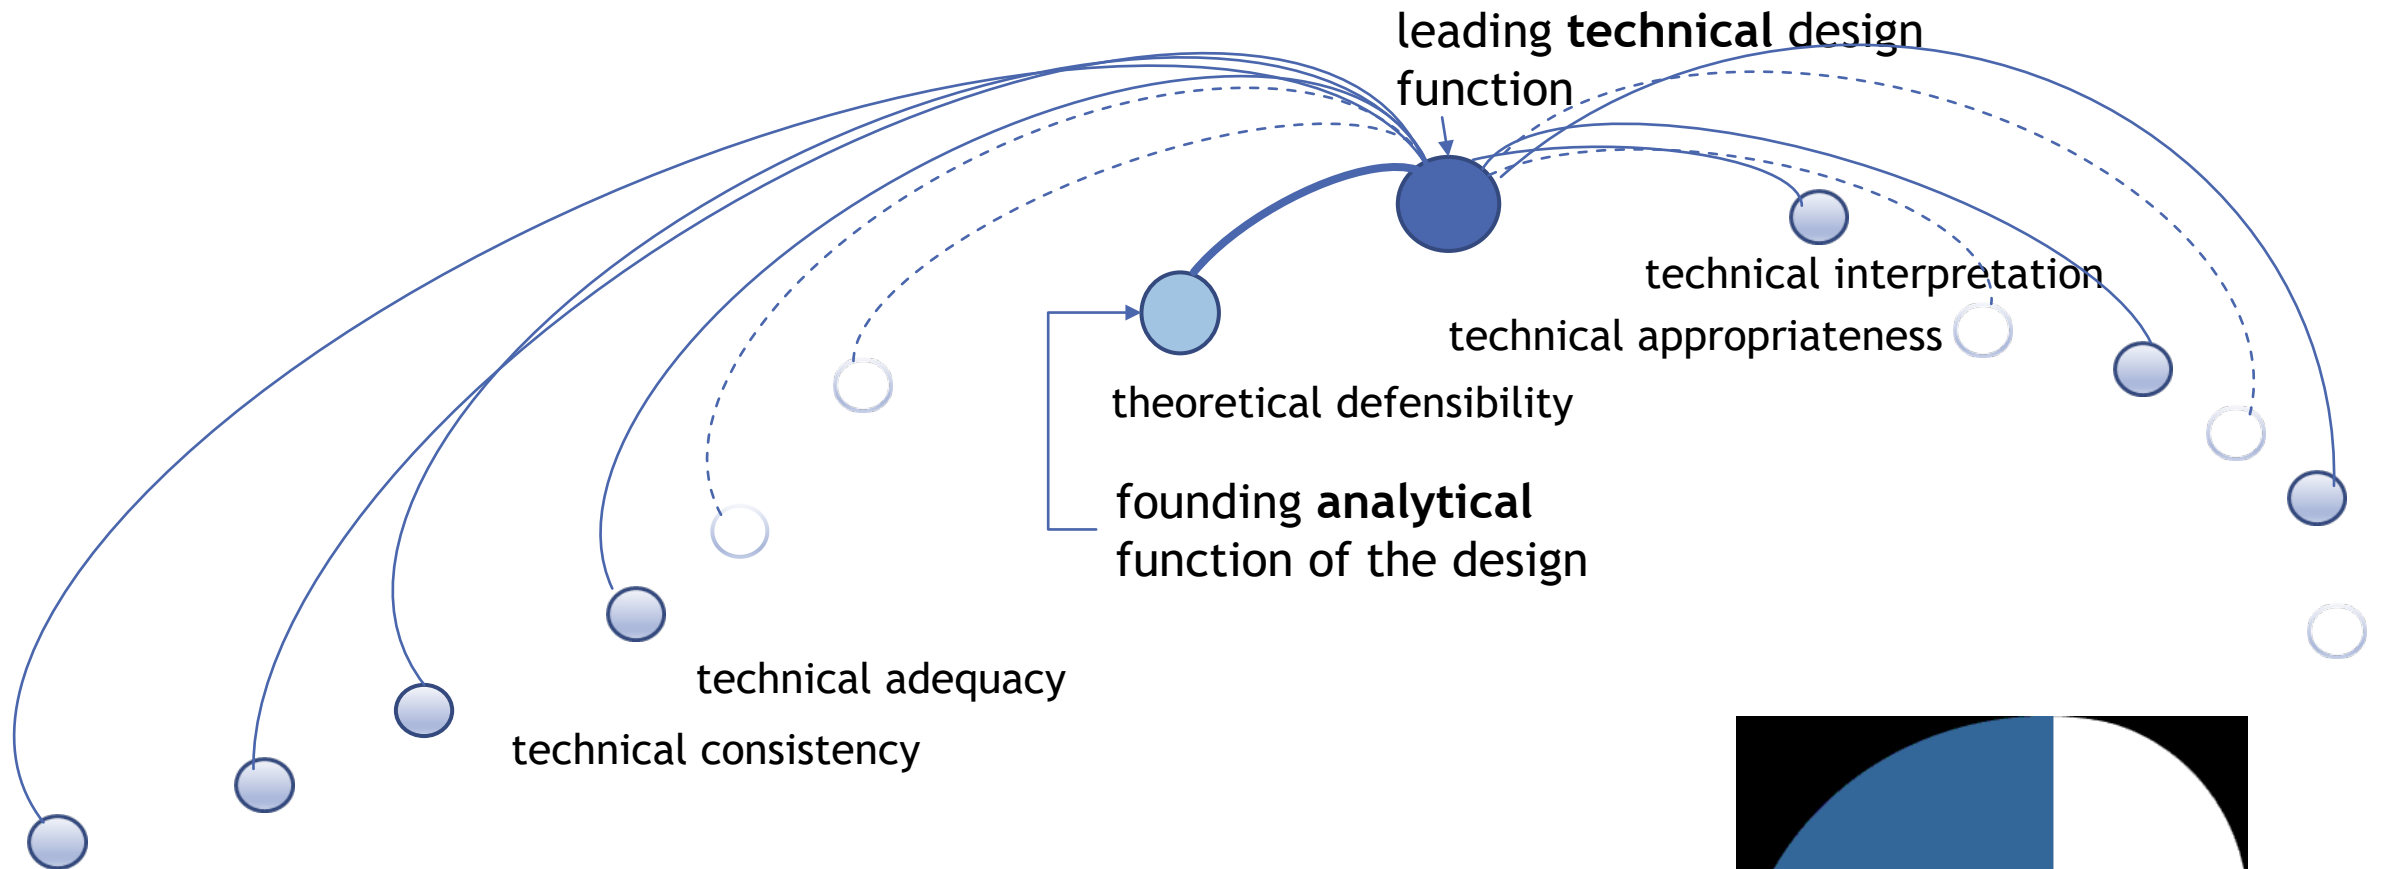 leading technical design
function
technical interpretation
technical appropriateness
theoretical defensibility
founding analytical
function of the design
technical adequacy
technical consistency